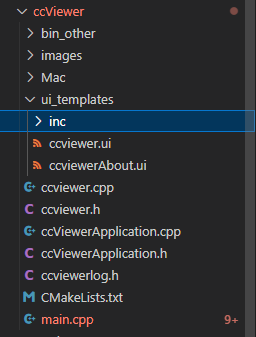 ccViewer
bin_other
images
Mac
ui_templates
inc
ccviewer.ui
ccviewerAbout.ui
ccviewer.cpp
ccviewer.h
ccViewerApplication.cpp
ccViewerApplication.h
ccviewerlog.h
CMakeLists.txt
main.cpp 9+